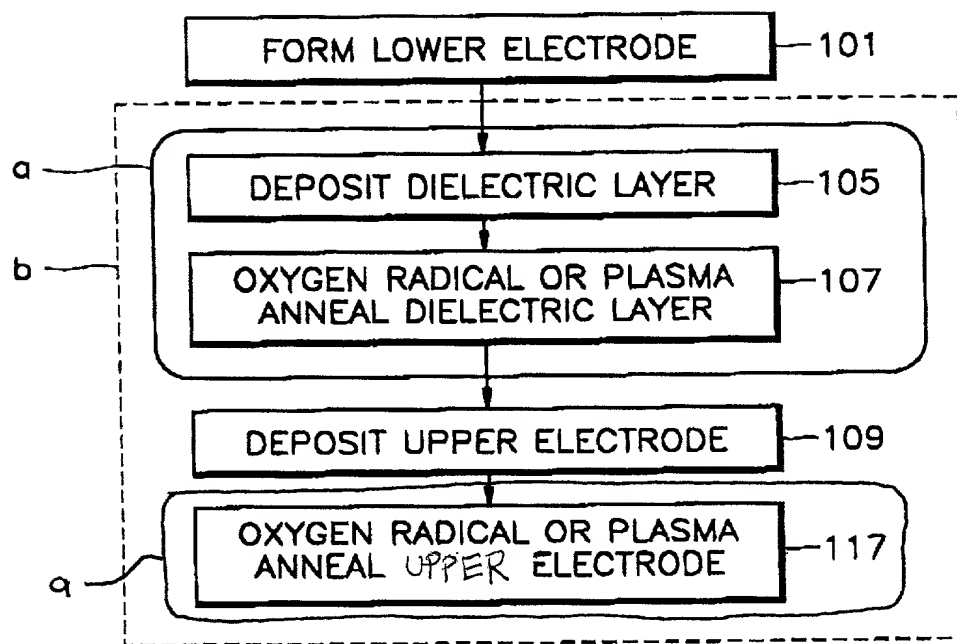 FORM LOWER ELECTRODE
101
a
DEPOSIT DIELECTRIC LAYER
105
b
OXYGEN RADICAL OR PLASMA
ANNEAL DIELECTRIC LAYER
107
DEPOSIT UPPER ELECTRODE
109
OXYGEN RADICAL OR PLASMA
ANNEAL UPPER ELECTRODE
117
a